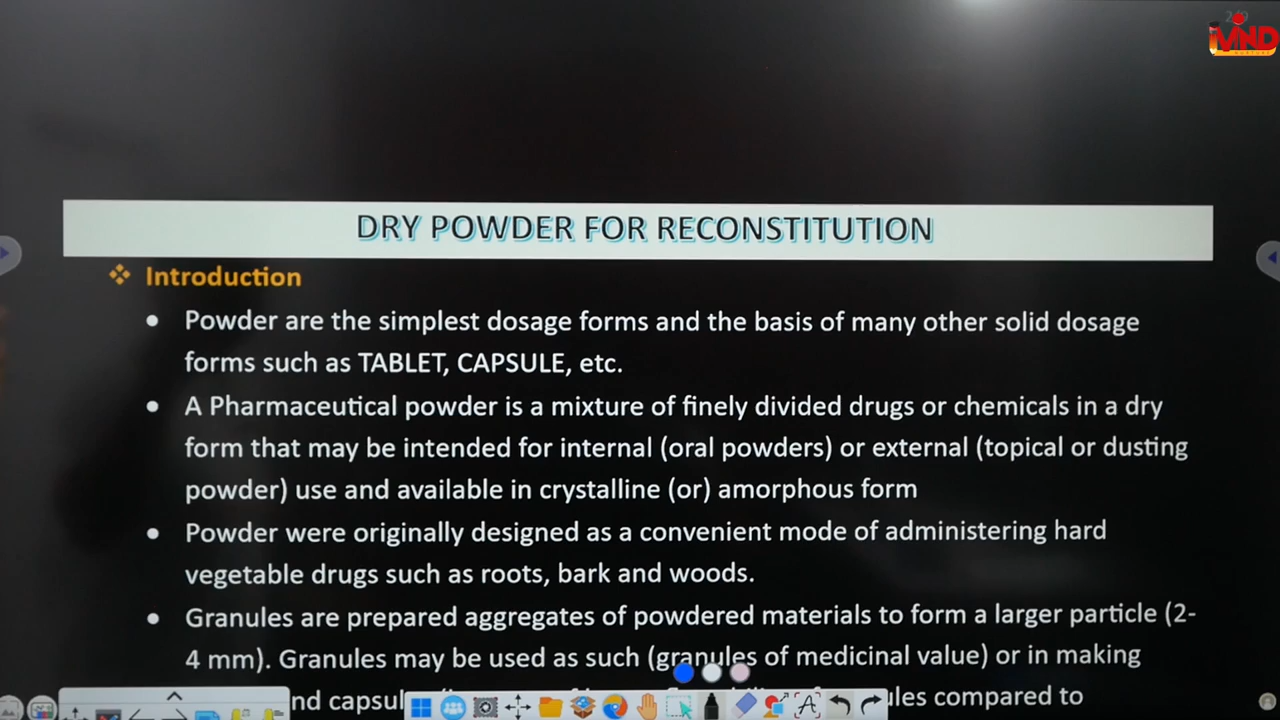 MND
DRY POWDER FOR RECONSTITUTION
❖ Introduction
• Powder are the simplest dosage forms and the basis of many other solid dosage
forms such as TABLET, CAPSULE, etc.
• A Pharmaceutical powder is a mixture of finely divided drugs or chemicals in a dry
form that may be intended for internal (oral powders) or external (topical or dusting
powder) use and available in crystalline (or) amorphous form
• Powder were originally designed as a convenient mode of administering hard
vegetable drugs such as roots, bark and woods.
• Granules are prepared aggregates of powdered materials to form a larger particle (2-
4 mm). Granules may be used as such (granules of medicinal value) or in making
compared to